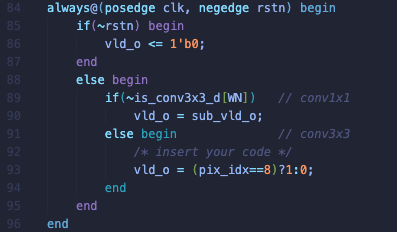 84 always@(posedge clk, negedge rstn) begin
85 if(~rstn) begin
86 vld_o <= 1'b0;
87 end
88 else begin
89 if(~is_conv3x3_d[WN]) // conv1x1
90 vld_o = sub_vld_o;
91 else begin // conv3x3
92 /* insert your code */
93 vld_o = (pix_idx==8)?1:0;
94 end
95 end
96 end